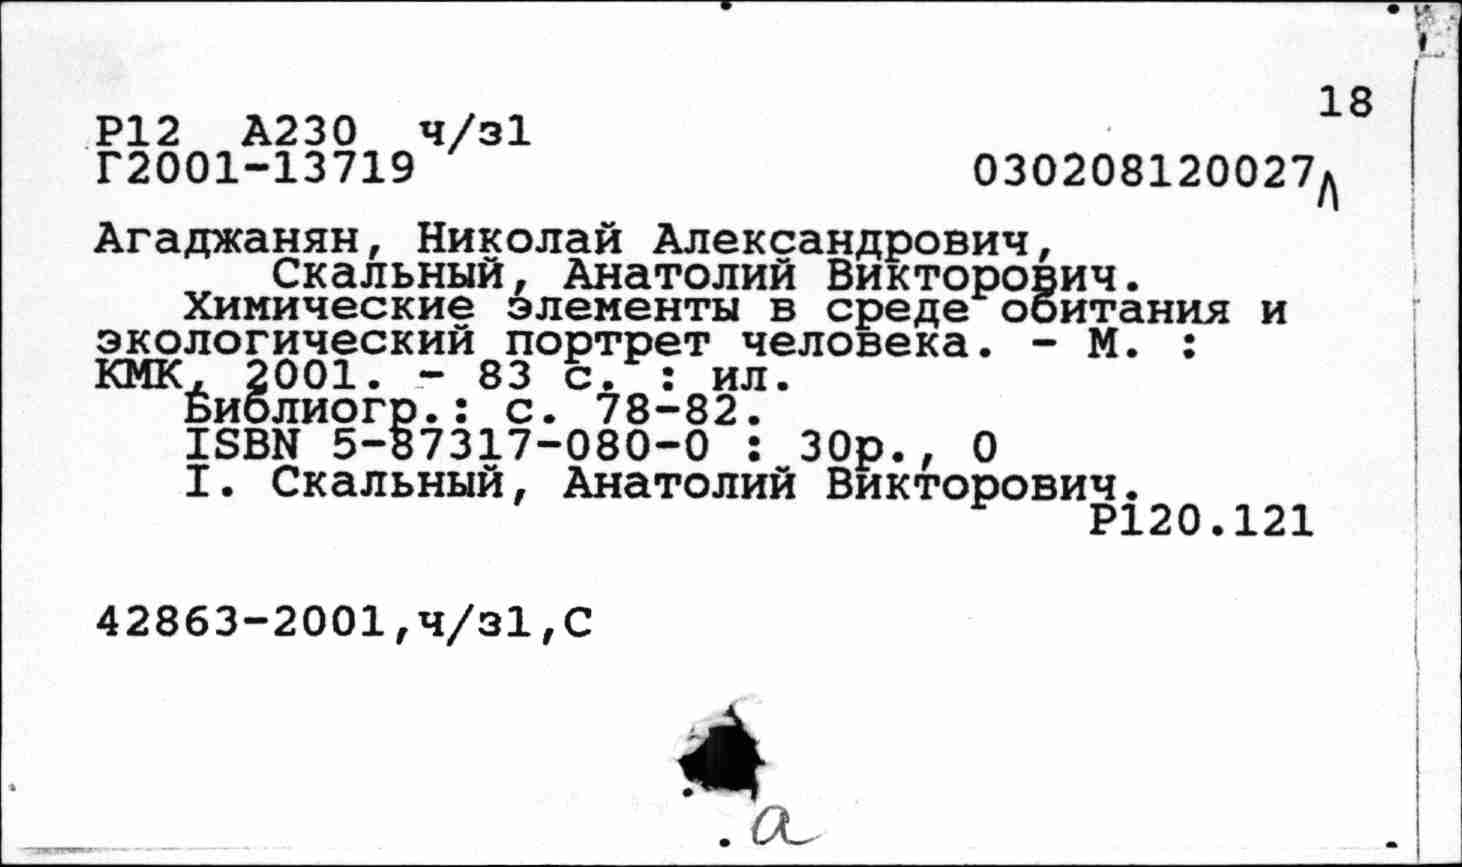 18
Р12 А230 ч/з1
Г2001-13719 030208120027Л
Агаджанян, Николай Александрович,
Скальный, Анатолий Викторович.
Химические элементы в среде обитания и
экологический портрет человека. - М. :
КМК, 2001. - 83 с. : ил.
Библиогр.: с. 78-82.
ISBN 5-87317-080-0 : 30р., 0
I. Скальный, Анатолий Викторович.
Р120.121
42863-2001,ч/з1,С
а